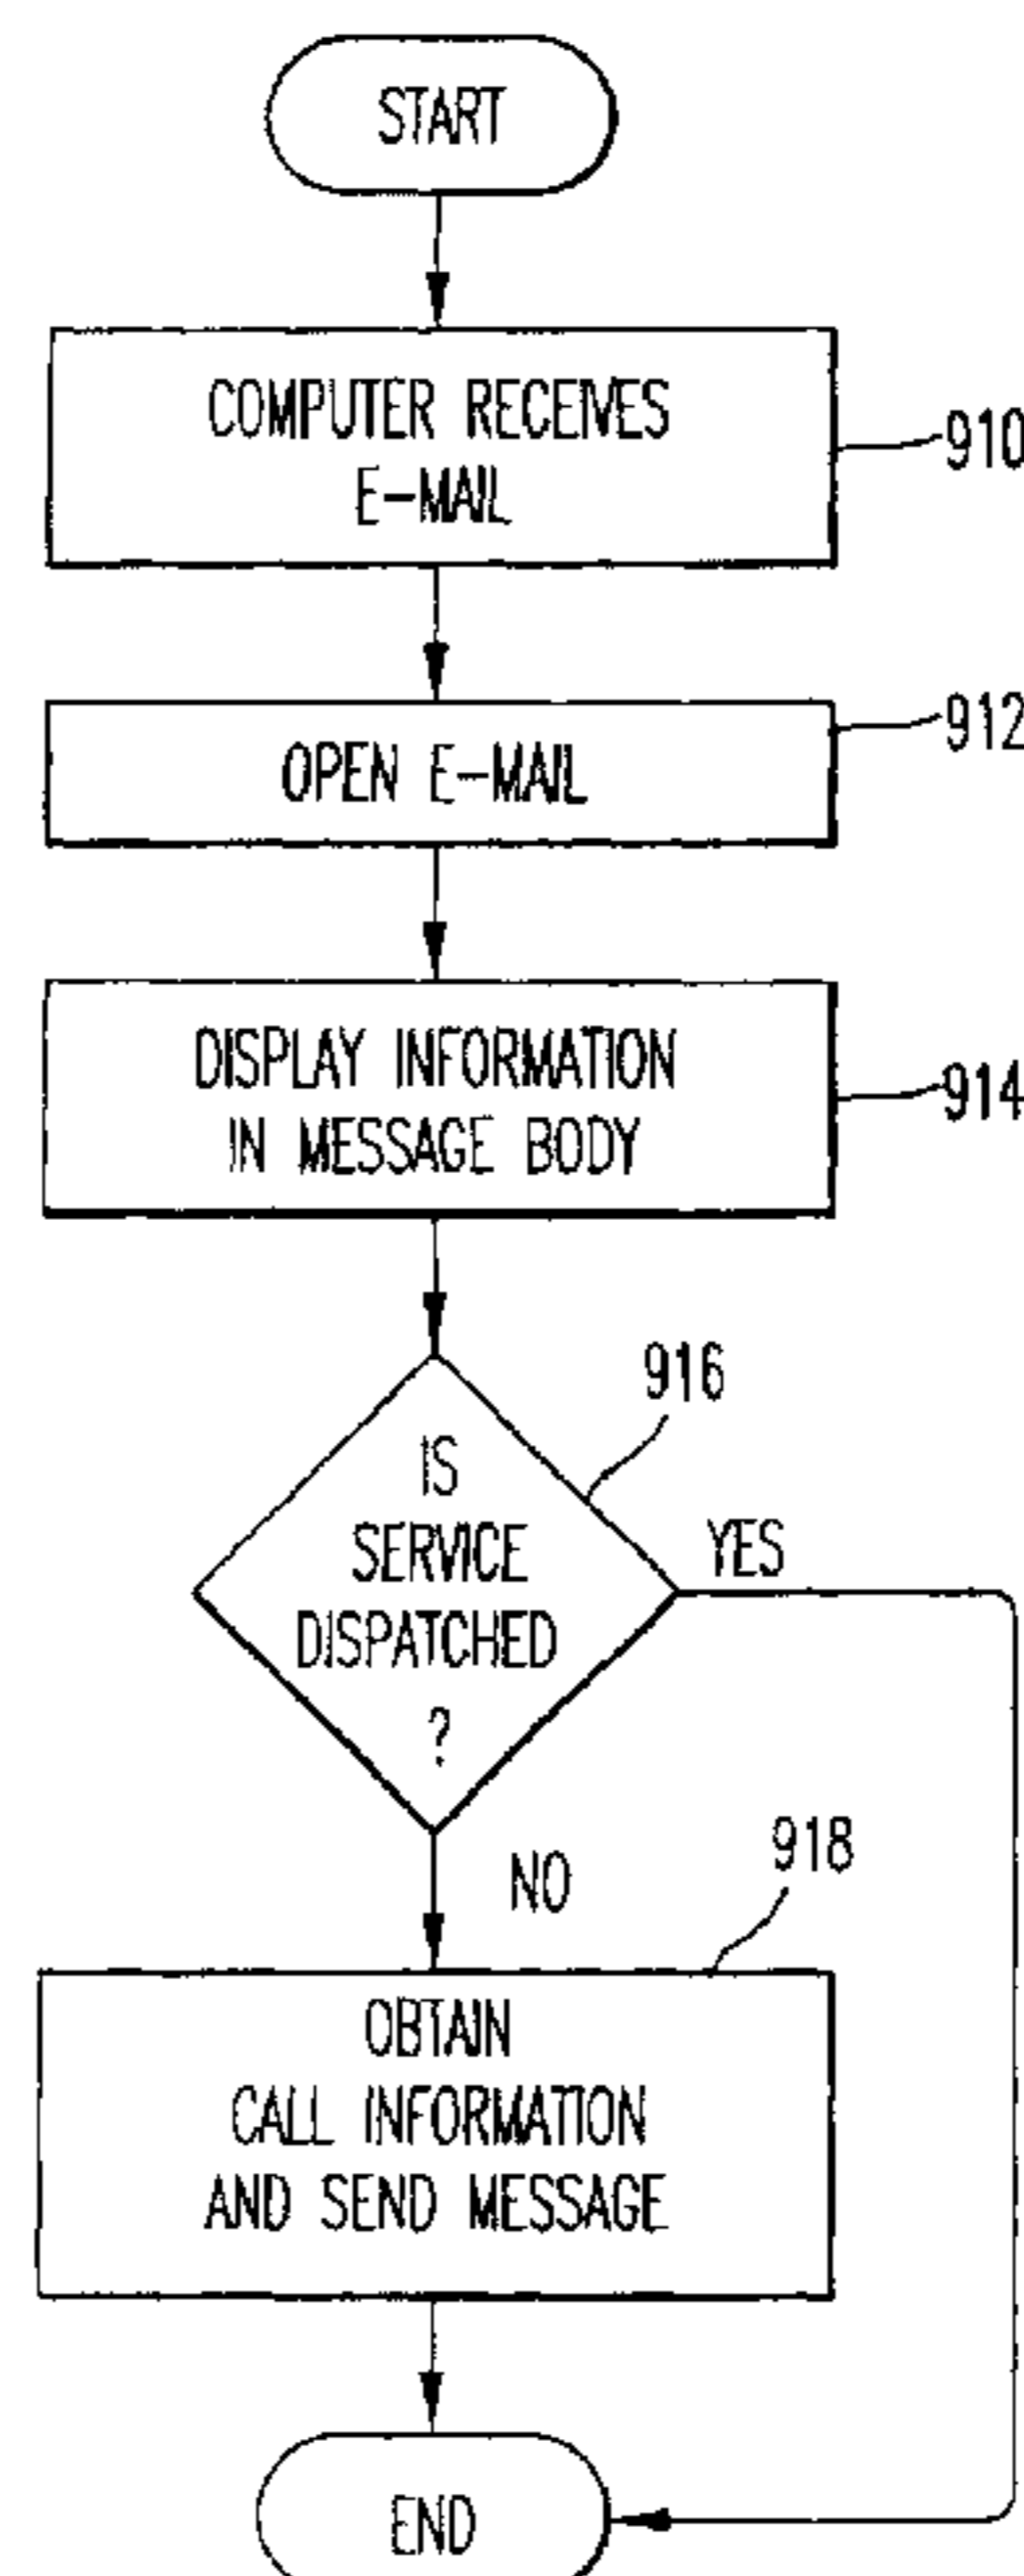 START
COMPUTER RECEIVES
E-MAIL
910
OPEN E-MAIL
912
DISPLAY INFORMATION
IN MESSAGE BODY
914
916
IS
SERVICE
DISPATCHED
?
YES
NO
918
OBTAIN
CALL INFORMATION
AND SEND MESSAGE
END